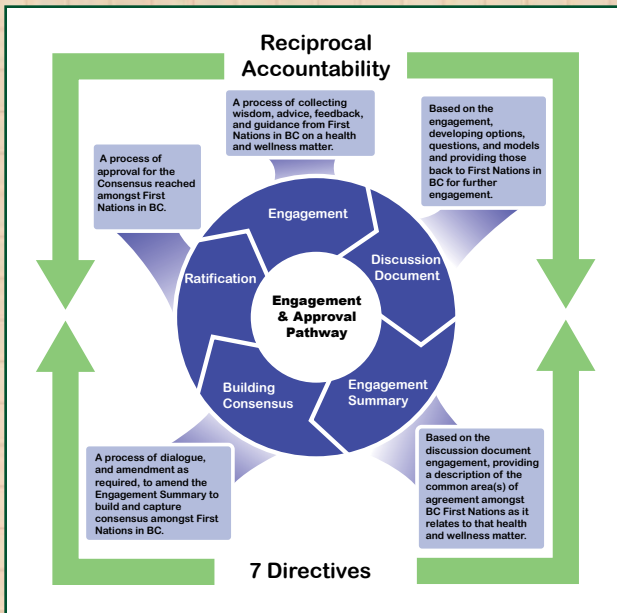 Reciprocal
Accountability
A process of collecting
wisdom, advice, feedback,
and guidance from First
Nations in BC on a health
and wellness matter.
Based on the
engagement,
developing options,
questions, and models
and providing those
back to First Nations in
BC for further
engagement.
A process of
approval for the
Consensus reached
amongst First
Nations in BC.
Engagement
Discussion
Document
Ratification
Engagement
& Approval
Pathway
Building
Consensus
Engagement
Summary
A process of dialogue,
and amendment as
required, to amend the
Engagement Summary to
build and capture
consensus amongst First
Nations in BC.
Based on the
discussion document
engagement, providing
a description of the
common area(s) of
agreement amongst
BC First Nations as it
relates to that health
and wellness matter.
7 Directives